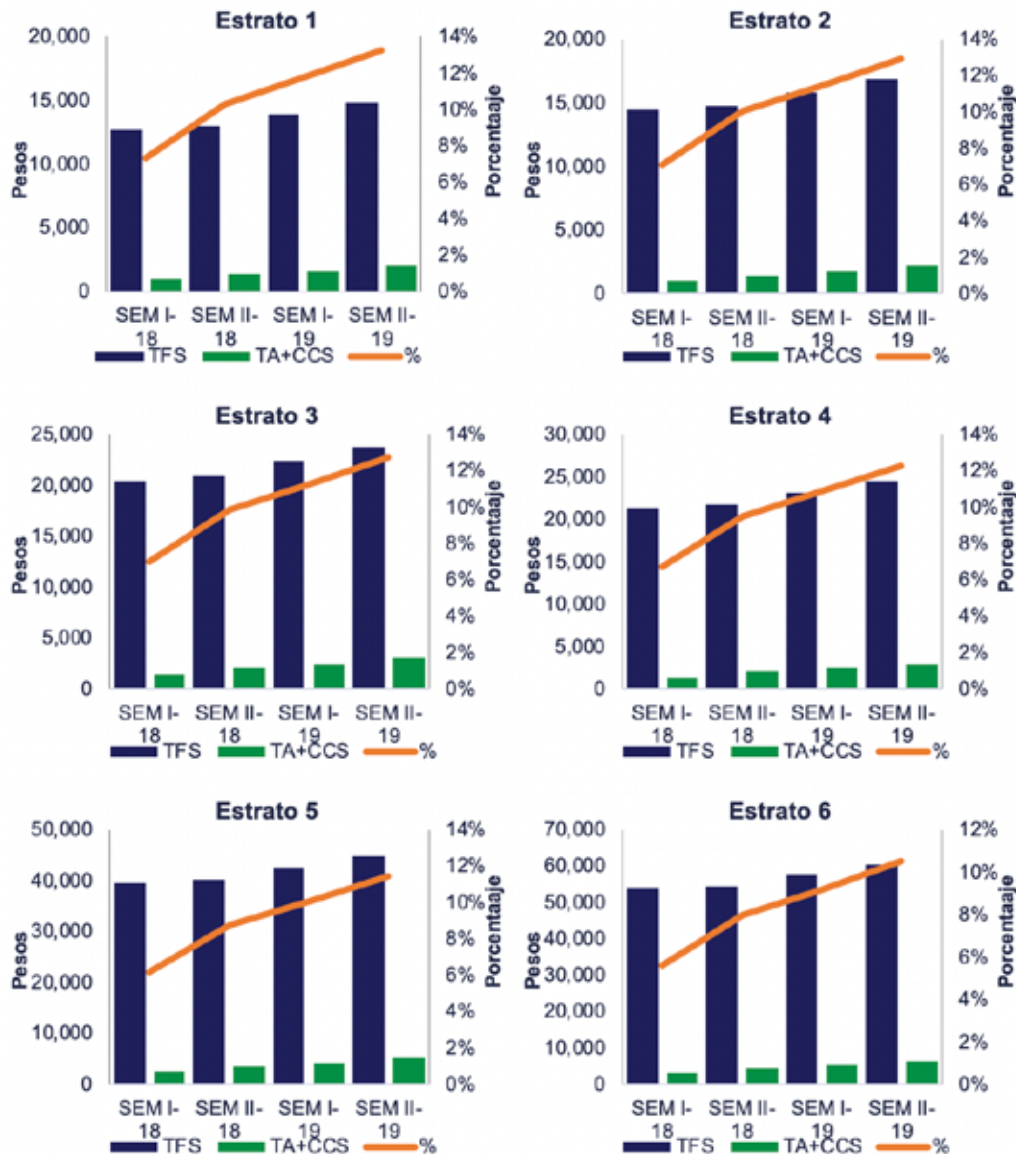 Estrato 1
20,000
15,000
10,000
5,000
0
Pesos
14%
12%
10%
8%
6%
4%
2%
0%
Porcentaaje
SEM I-18
SEM II-18
SEM I-19
SEM II-19
TFS TA+CCS %
Estrato 2
20,000
15,000
10,000
5,000
0
Pesos
14%
12%
10%
8%
6%
4%
2%
0%
Porcentaaje
SEM I-18
SEM II-18
SEM I-19
SEM II-19
TFS TA+CCS %
Estrato 3
25,000
20,000
15,000
10,000
5,000
0
Pesos
14%
12%
10%
8%
6%
4%
2%
0%
Porcentaaje
SEM I-18
SEM II-18
SEM I-19
SEM II-19
TFS TA+CCS %
Estrato 4
30,000
25,000
20,000
15,000
10,000
5,000
0
Pesos
14%
12%
10%
8%
6%
4%
2%
0%
Porcentaaje
SEM I-18
SEM II-18
SEM I-19
SEM II-19
TFS TA+CCS %
Estrato 5
50,000
40,000
30,000
20,000
10,000
0
Pesos
14%
12%
10%
8%
6%
4%
2%
0%
Porcentaaje
SEM I-18
SEM II-18
SEM I-19
SEM II-19
TFS TA+CCS %
Estrato 6
70,000
60,000
50,000
40,000
30,000
20,000
10,000
0
Pesos
12%
10%
8%
6%
4%
2%
0%
Porcentaaje
SEM I-18
SEM II-18
SEM I-19
SEM II-19
TFS TA+CCS %